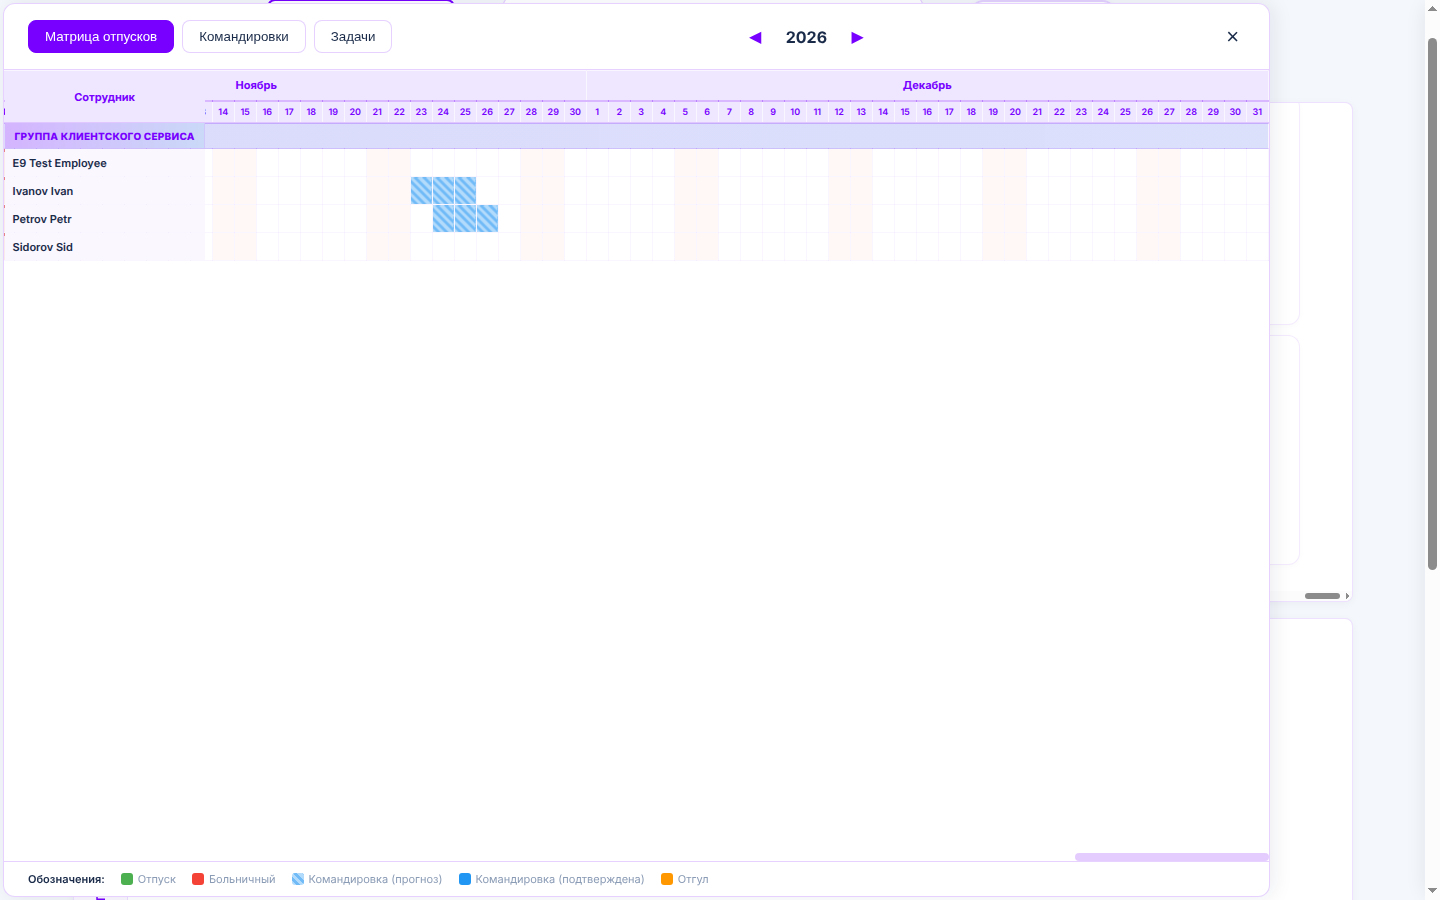 Матрица отпусков Командировки Задачи ◀ 2026 ▶ ×
Сотрудник Ноябрь Декабрь
14 15 16 17 18 19 20 21 22 23 24 25 26 27 28 29 30 1 2 3 4 5 6 7 8 9 10 11 12 13 14 15 16 17 18 19 20 21 22 23 24 25 26 27 28 29 30 31
ГРУППА КЛИЕНТСКОГО СЕРВИСА
E9 Test Employee
Ivanov Ivan
Petrov Petr
Sidorov Sid
Обозначения: Отпуск Больничный Командировка (прогноз) Командировка (подтверждена) Отгул